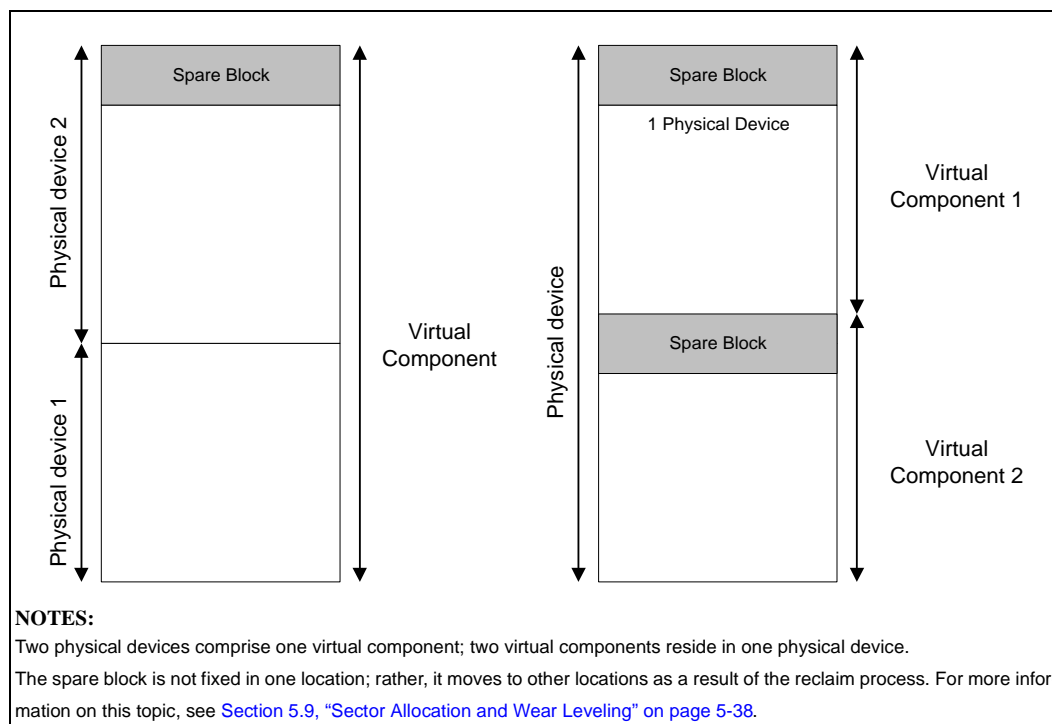 Spare Block
Physical device 2
Physical device 1
Virtual
Component
Spare Block
1 Physical Device
Physical device
Virtual
Component 1
Spare Block
Virtual
Component 2
NOTES:
Two physical devices comprise one virtual component; two virtual components reside in one physical device.
The spare block is not fixed in one location; rather, it moves to other locations as a result of the reclaim process. For more infor
mation on this topic, see Section 5.9, “Sector Allocation and Wear Leveling” on page 5-38.